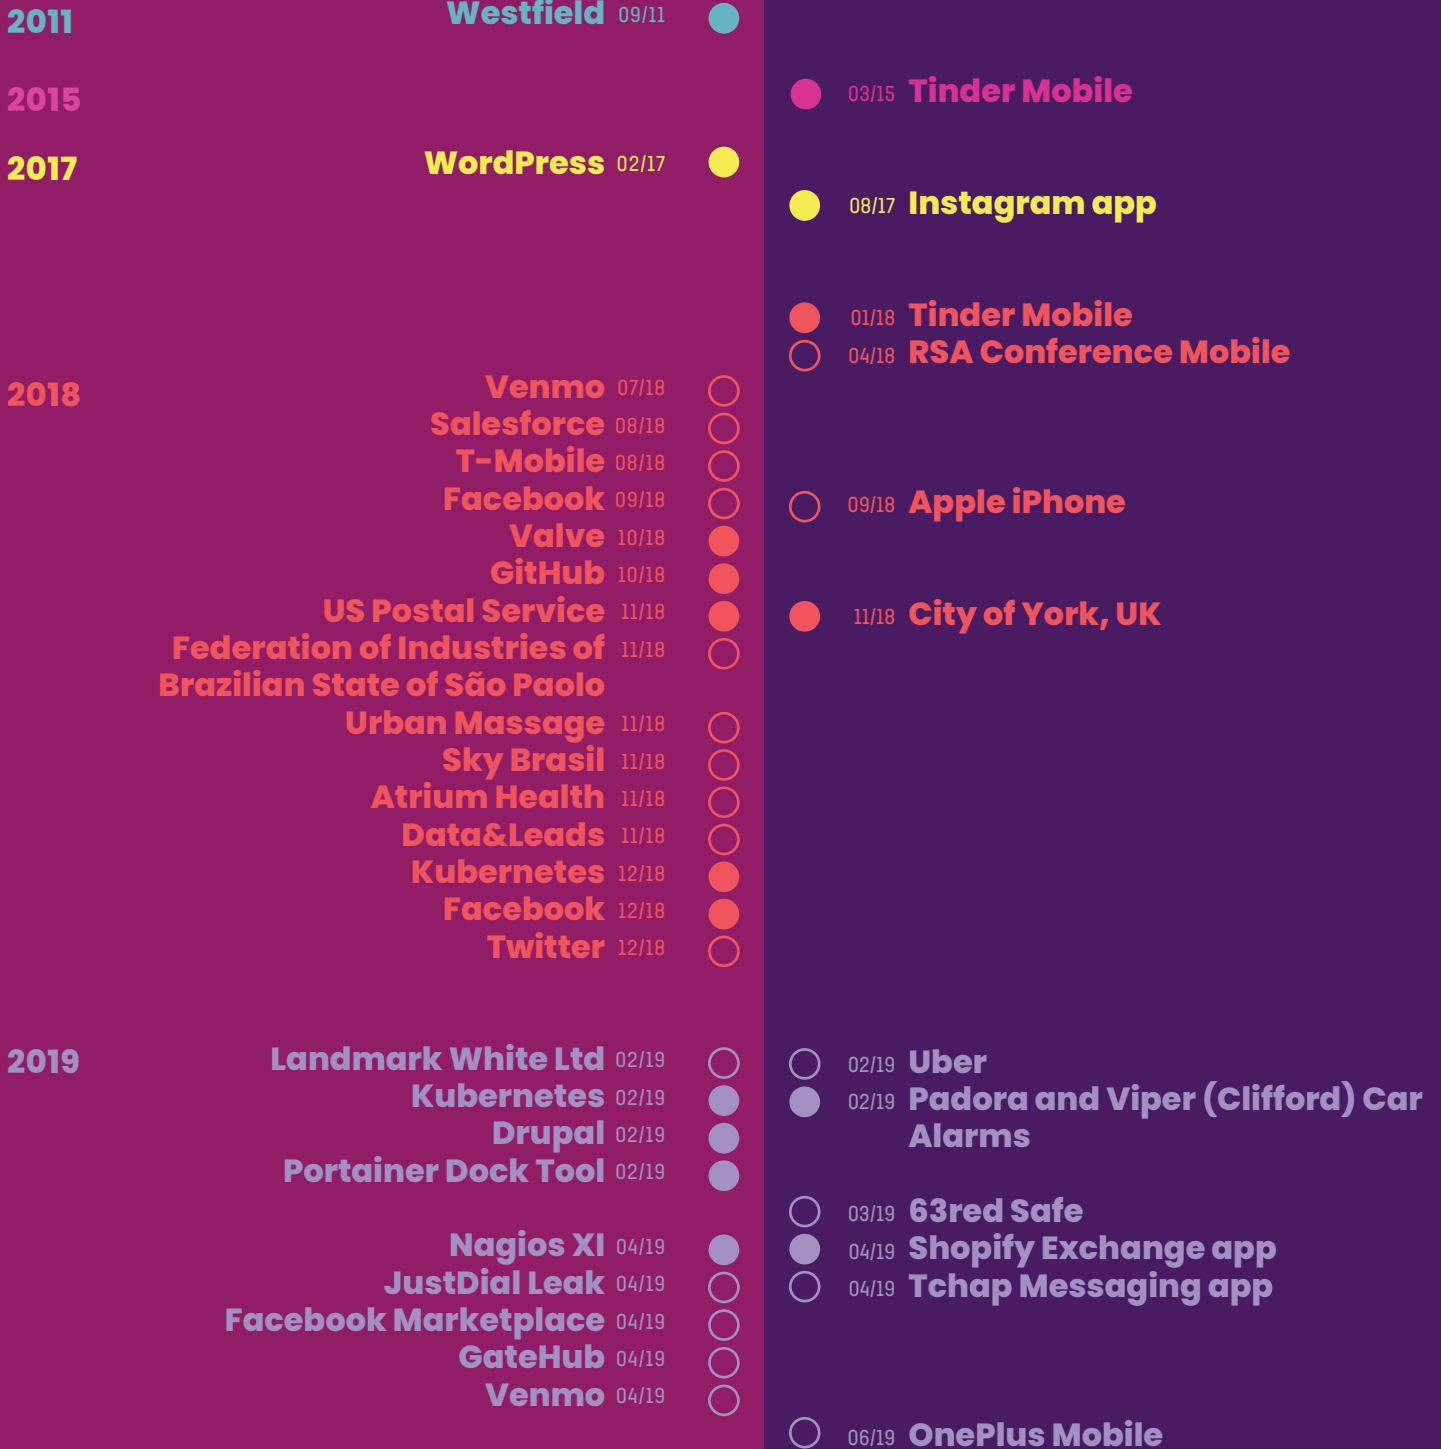 2011
Westfield 09/11
2015
03/15 Tinder Mobile
2017
WordPress 02/17
08/17 Instagram app
01/18 Tinder Mobile
04/18 RSA Conference Mobile
2018
Venmo 07/18
Salesforce 08/18
T-Mobile 08/18
Facebook 09/18
09/18 Apple iPhone
Valve 10/18
GitHub 10/18
US Postal Service 11/18
11/18 City of York, UK
Federation of Industries of 11/18
Brazilian State of São Paolo
Urban Massage 11/18
Sky Brasil 11/18
Atrium Health 11/18
Data&Leads 11/18
Kubernetes 12/18
Facebook 12/18
Twitter 12/18
2019
Landmark White Ltd 02/19
02/19 Uber
Kubernetes 02/19
02/19 Padora and Viper (Clifford) Car
Drupal 02/19
Alarms
Portainer Dock Tool 02/19
03/19 63red Safe
Nagios XI 04/19
04/19 Shopify Exchange app
JustDial Leak 04/19
04/19 Tchap Messaging app
Facebook Marketplace 04/19
GateHub 04/19
Venmo 04/19
06/19 OnePlus Mobile